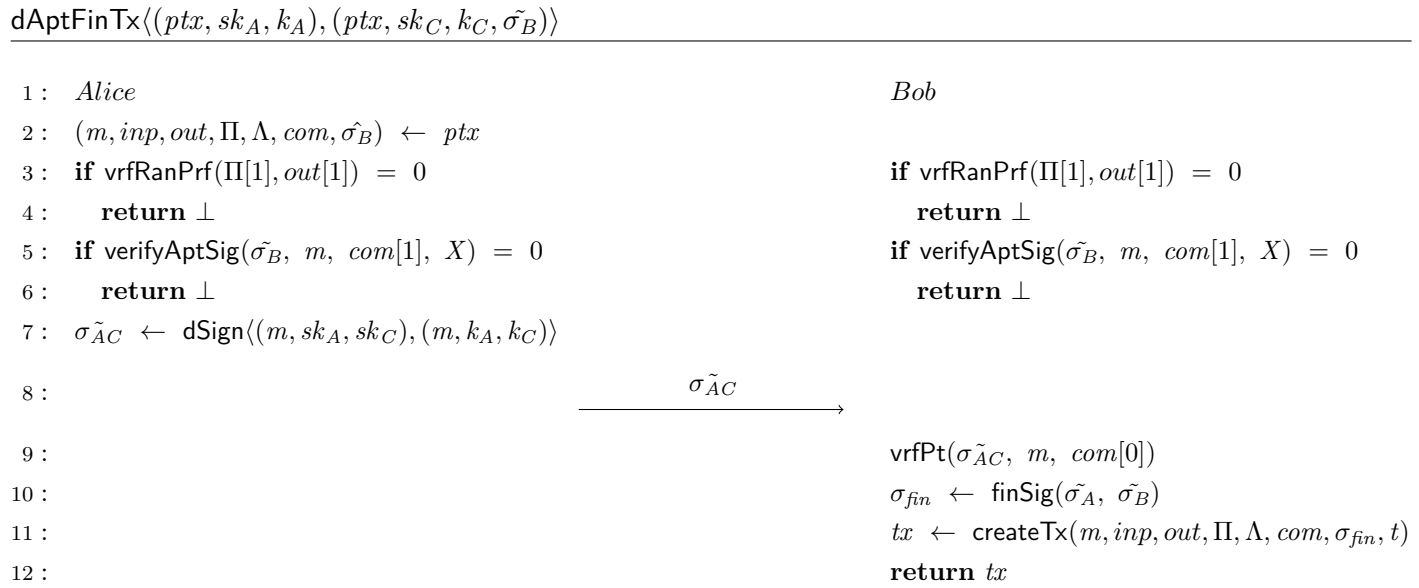 dAptFinTx⟨(ptx, sk_A, k_A), (ptx, sk_C, k_C, σ̃_B)⟩
1 : Alice Bob
2 : (m, inp, out, Π, Λ, com, σ̂_B) ← ptx
3 : if vrfRanPrf(Π[1], out[1]) = 0 if vrfRanPrf(Π[1], out[1]) = 0
4 : return ⊥ return ⊥
5 : if verifyAptSig(σ̃_B, m, com[1], X) = 0 if verifyAptSig(σ̃_B, m, com[1], X) = 0
6 : return ⊥ return ⊥
7 : σ̃_AC ← dSign⟨(m, sk_A, sk_C), (m, k_A, k_C)⟩
8 : σ̃_AC
9 : vrfPt(σ̃_AC, m, com[0])
10 : σ_fin ← finSig(σ̃_A, σ̃_B)
11 : tx ← createTx(m, inp, out, Π, Λ, com, σ_fin, t)
12 : return tx